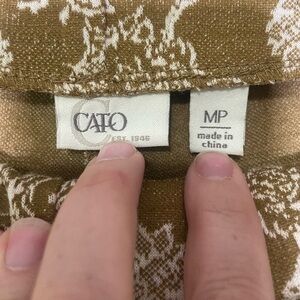 CATO
EST. 1946
MP
made in
china